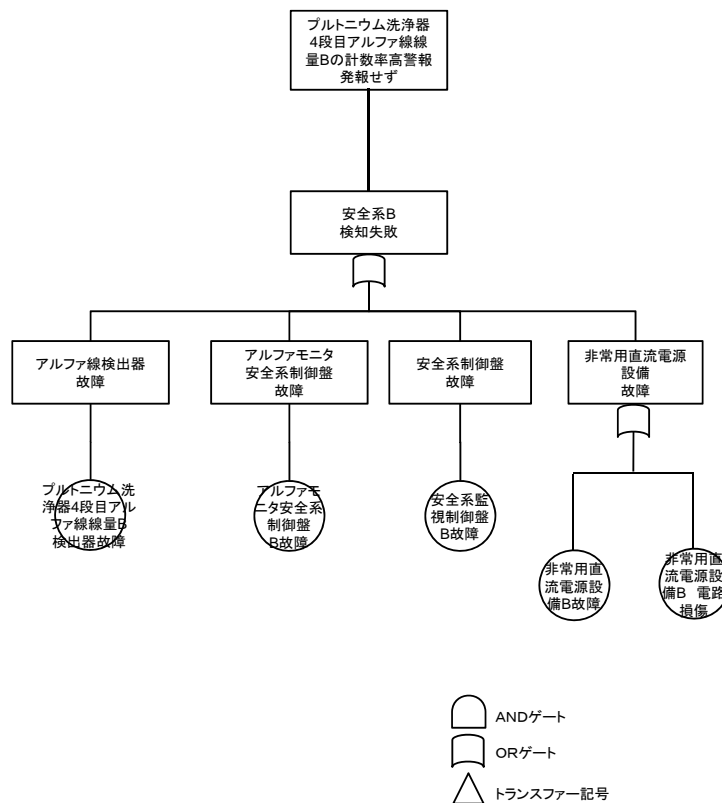 プルトニウム洗浄器
4段目アルファ線線
量Bの計数率高警報
発報せず
安全系B
検知失敗
アルファ線検出器
故障
アルファモニタ
安全系制御盤
故障
安全系制御盤
故障
非常用直流電源
設備
故障
プルトニウム洗
浄器4段目アル
ファ線線量B
検出器故障
アルファモ
ニタ安全系
制御盤
B故障
安全系監
視制御盤
B故障
非常用直
流電源設
備B故障
非常用直
流電源設
備B 電路
損傷
ANDゲート
ORゲート
トランスファー記号